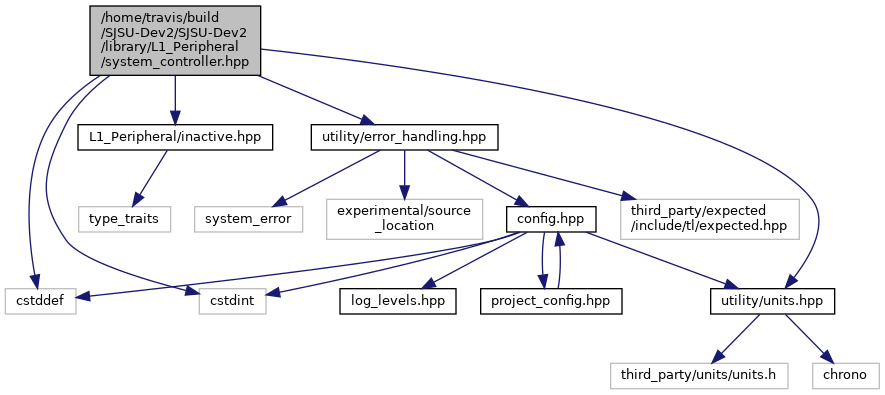 /home/travis/build
/SJSU-Dev2/SJSU-Dev2
/library/L1_Peripheral
/system_controller.hpp
L1_Peripheral/inactive.hpp
utility/error_handling.hpp
type_traits
system_error
experimental/source
_location
config.hpp
third_party/expected
/include/tl/expected.hpp
cstddef
cstdint
log_levels.hpp
project_config.hpp
utility/units.hpp
third_party/units/units.h
chrono